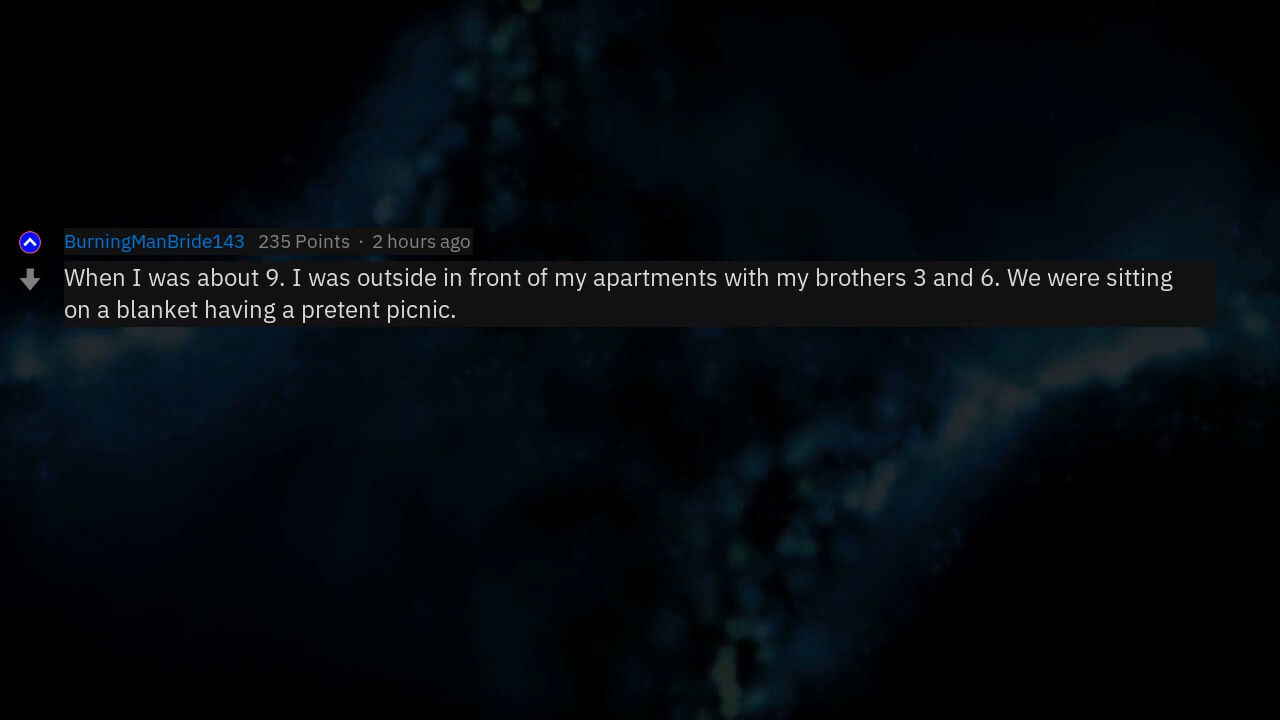 BurningManBride143 235 Points · 2 hours ago
When I was about 9. I was outside in front of my apartments with my brothers 3 and 6. We were sitting
on a blanket having a pretent picnic.